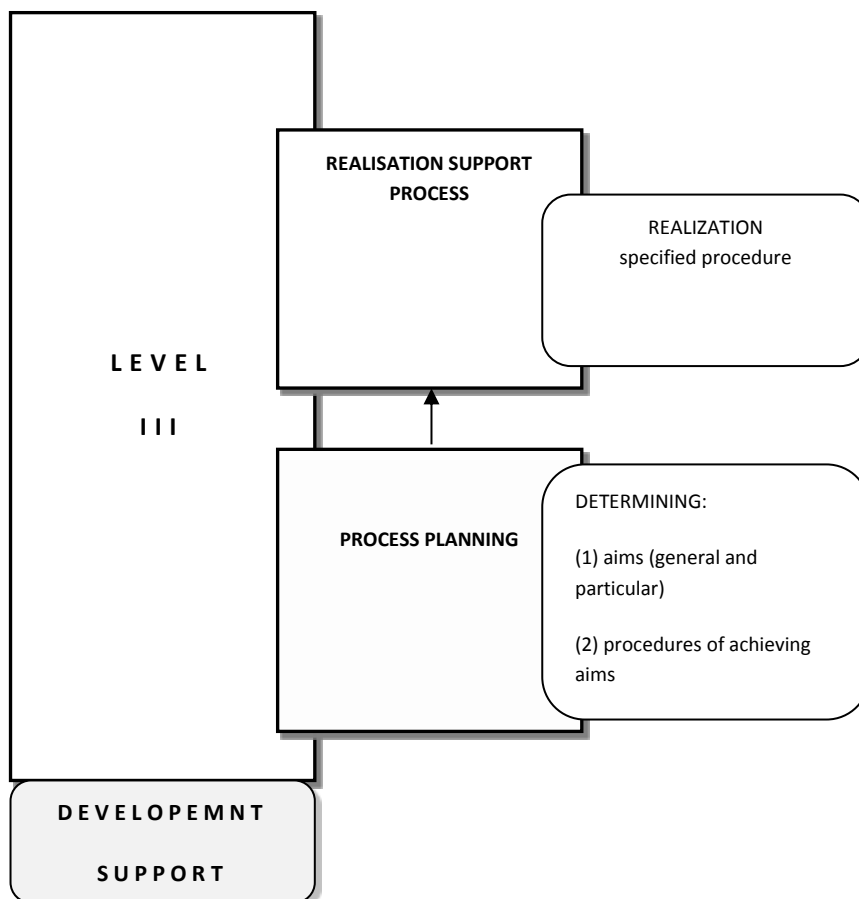 REALISATION SUPPORT
PROCESS
REALIZATION
specified procedure
L E V E L
I I I
PROCESS PLANNING
DETERMINING:
(1) aims (general and
particular)
(2) procedures of achieving
aims
D E V E L O P E M N T
S U P P O R T